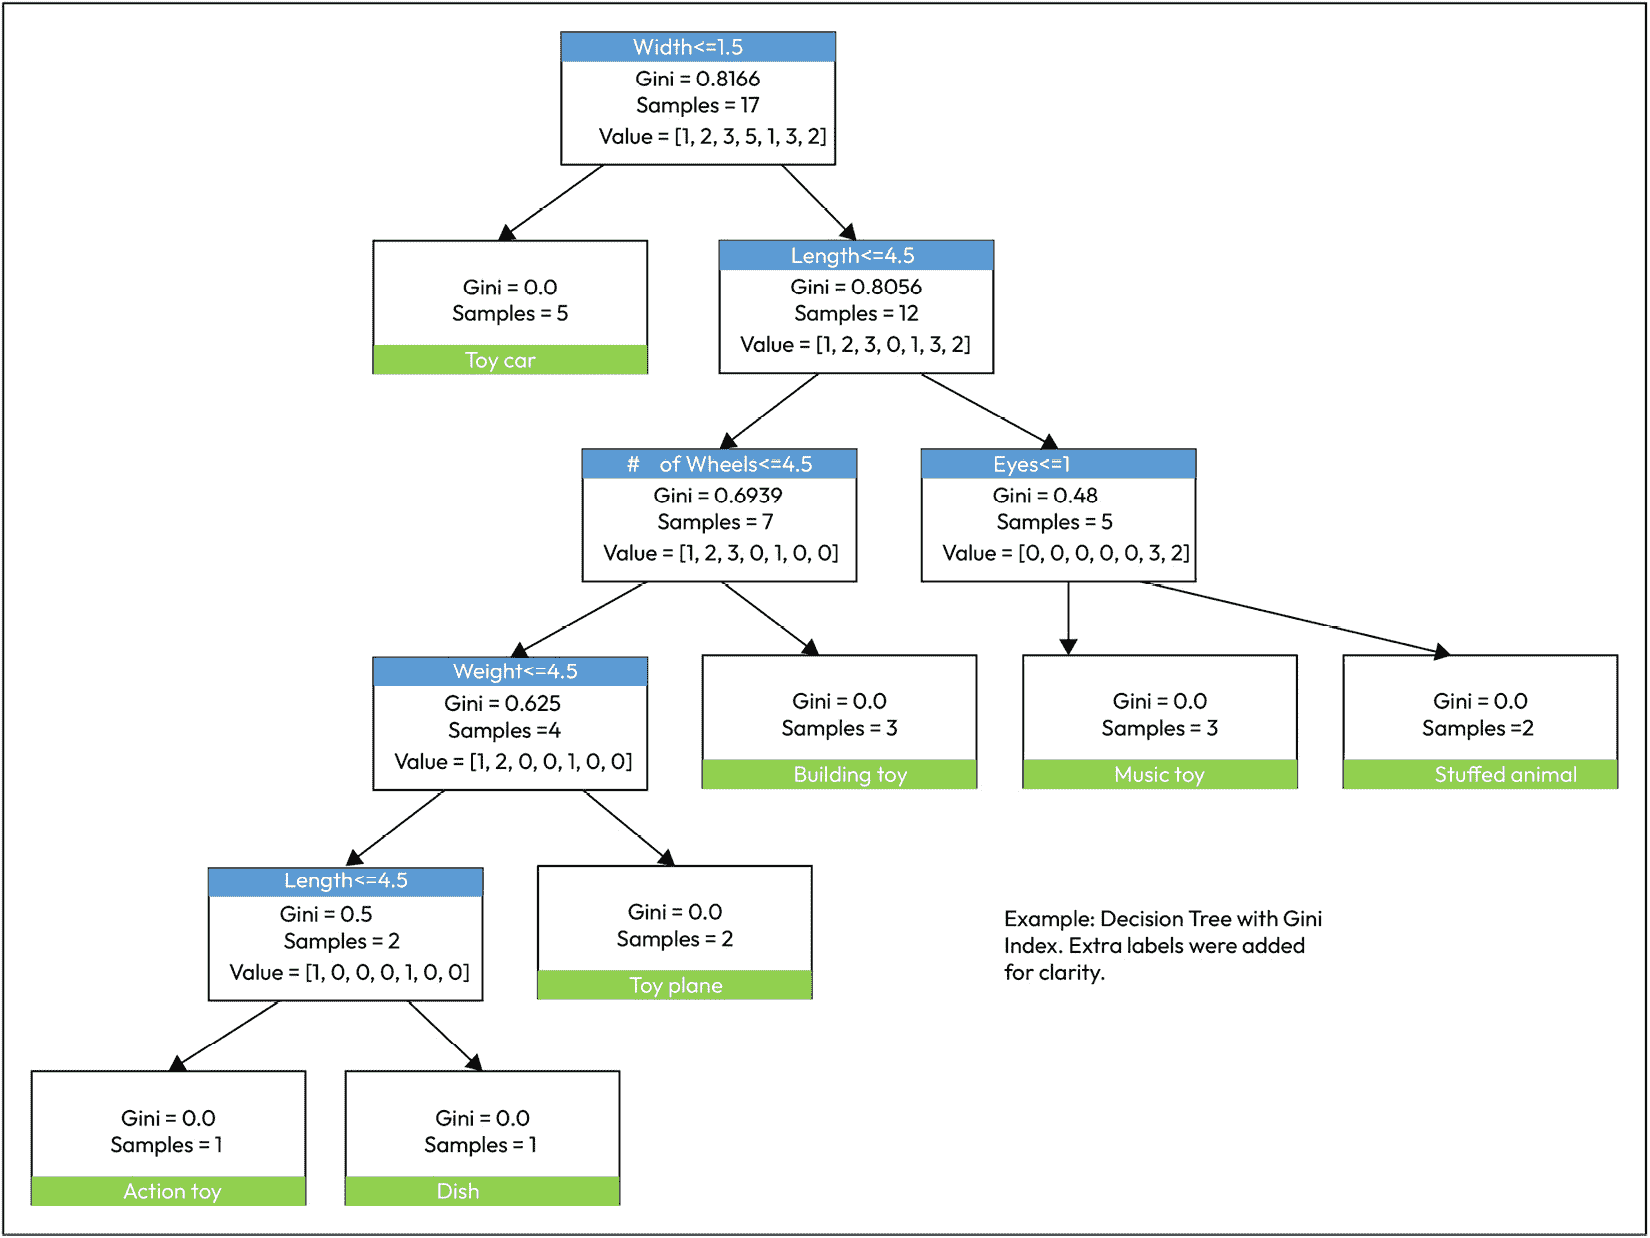 Width<=1.5
Gini = 0.8166
Samples = 17
Value = [1, 2, 3, 5, 1, 3, 2]
Gini = 0.0
Samples = 5
Toy car
Length<=4.5
Gini = 0.8056
Samples = 12
Value = [1, 2, 3, 0, 1, 3, 2]
# of Wheels<=4.5
Gini = 0.6939
Samples = 7
Value = [1, 2, 3, 0, 1, 0, 0]
Eyes<=1
Gini = 0.48
Samples = 5
Value = [0, 0, 0, 0, 0, 3, 2]
Weight<=4.5
Gini = 0.625
Samples =4
Value = [1, 2, 0, 0, 1, 0, 0]
Gini = 0.0
Samples = 3
Building toy
Gini = 0.0
Samples = 3
Music toy
Gini = 0.0
Samples =2
Stuffed animal
Length<=4.5
Gini = 0.5
Samples = 2
Value = [1, 0, 0, 0, 1, 0, 0]
Gini = 0.0
Samples = 2
Toy plane
Example: Decision Tree with Gini
Index. Extra labels were added
for clarity.
Gini = 0.0
Samples = 1
Action toy
Gini = 0.0
Samples = 1
Dish